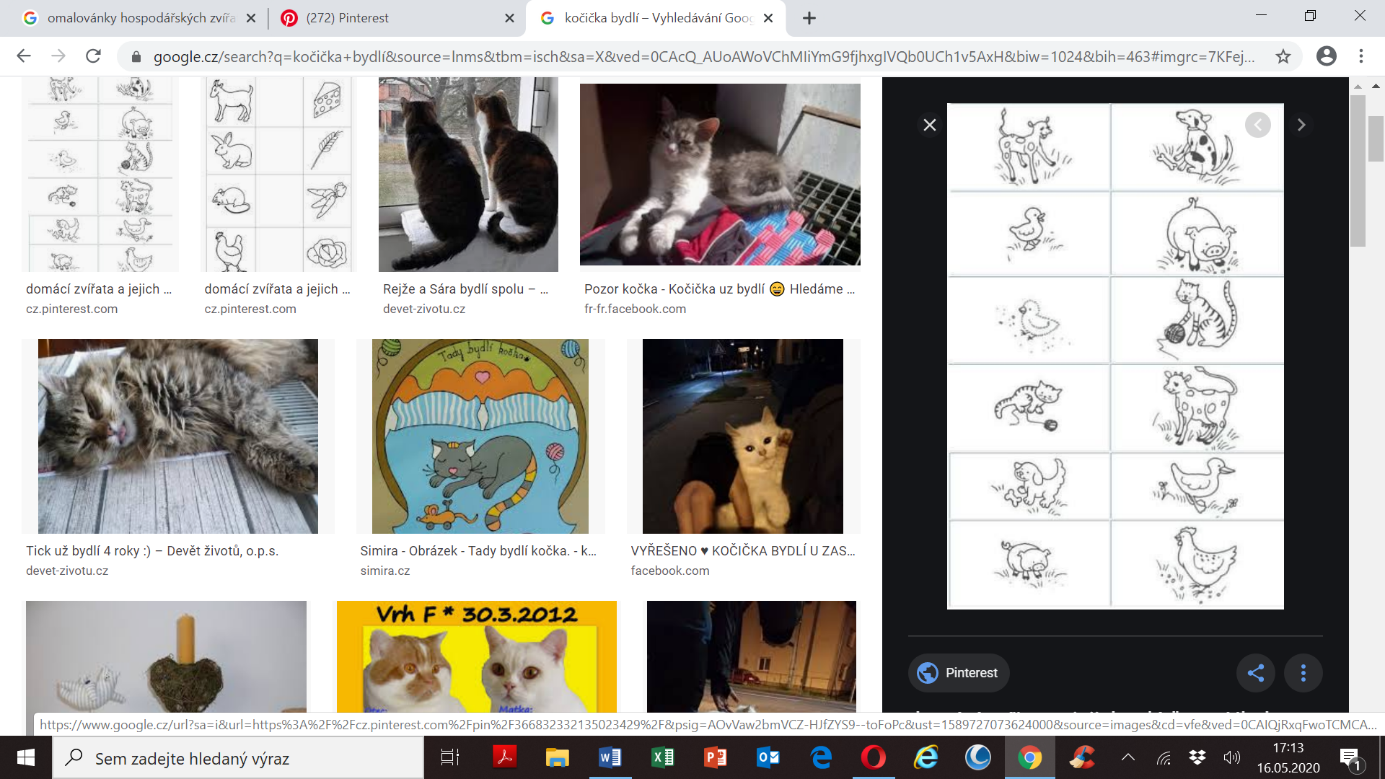 omalovánky hospodářských zvířa
(272) Pinterest
kočička bydlí – Vyhledávání Goog
google.cz/search?q=kočička+bydlí&source=lnms&tbm=isch&sa=X&ved=0CAcQ_AUoAWoVChMIiYmG9fjhxgIVQb0UCh1v5AxH&biw=1024&bih=463#imgrc=7KFej...
domácí zvířata a jejich ...
cz.pinterest.com
domácí zvířata a jejich ...
cz.pinterest.com
Rejže a Sára bydlí spolu – ...
devet-zivotu.cz
Pozor kočka - Kočička uz bydlí 😄 Hledáme ...
fr-fr.facebook.com
Tady bydlí kočka
Tick už bydlí 4 roky :) – Devět životů, o.p.s.
devet-zivotu.cz
Simira - Obrázek - Tady bydlí kočka. - k...
simira.cz
VYŘEŠENO ♥ KOČIČKA BYDLÍ U ZAS...
facebook.com
Vrh F * 30.3.2012
Matka:
Pinterest
https://www.google.cz/url?sa=i&url=https%3A%2F%2Fcz.pinterest.com%2Fpin%2F366832332135023429%2F&psig=AOvVaw2bmVCZ-HJfZYS9--toFoPc&ust=1589727073624000&source=images&cd=vfe&ved=0CAIQjRxqFwoTCMCA...
Sem zadejte hledaný výraz
17:13
16.05.2020
1